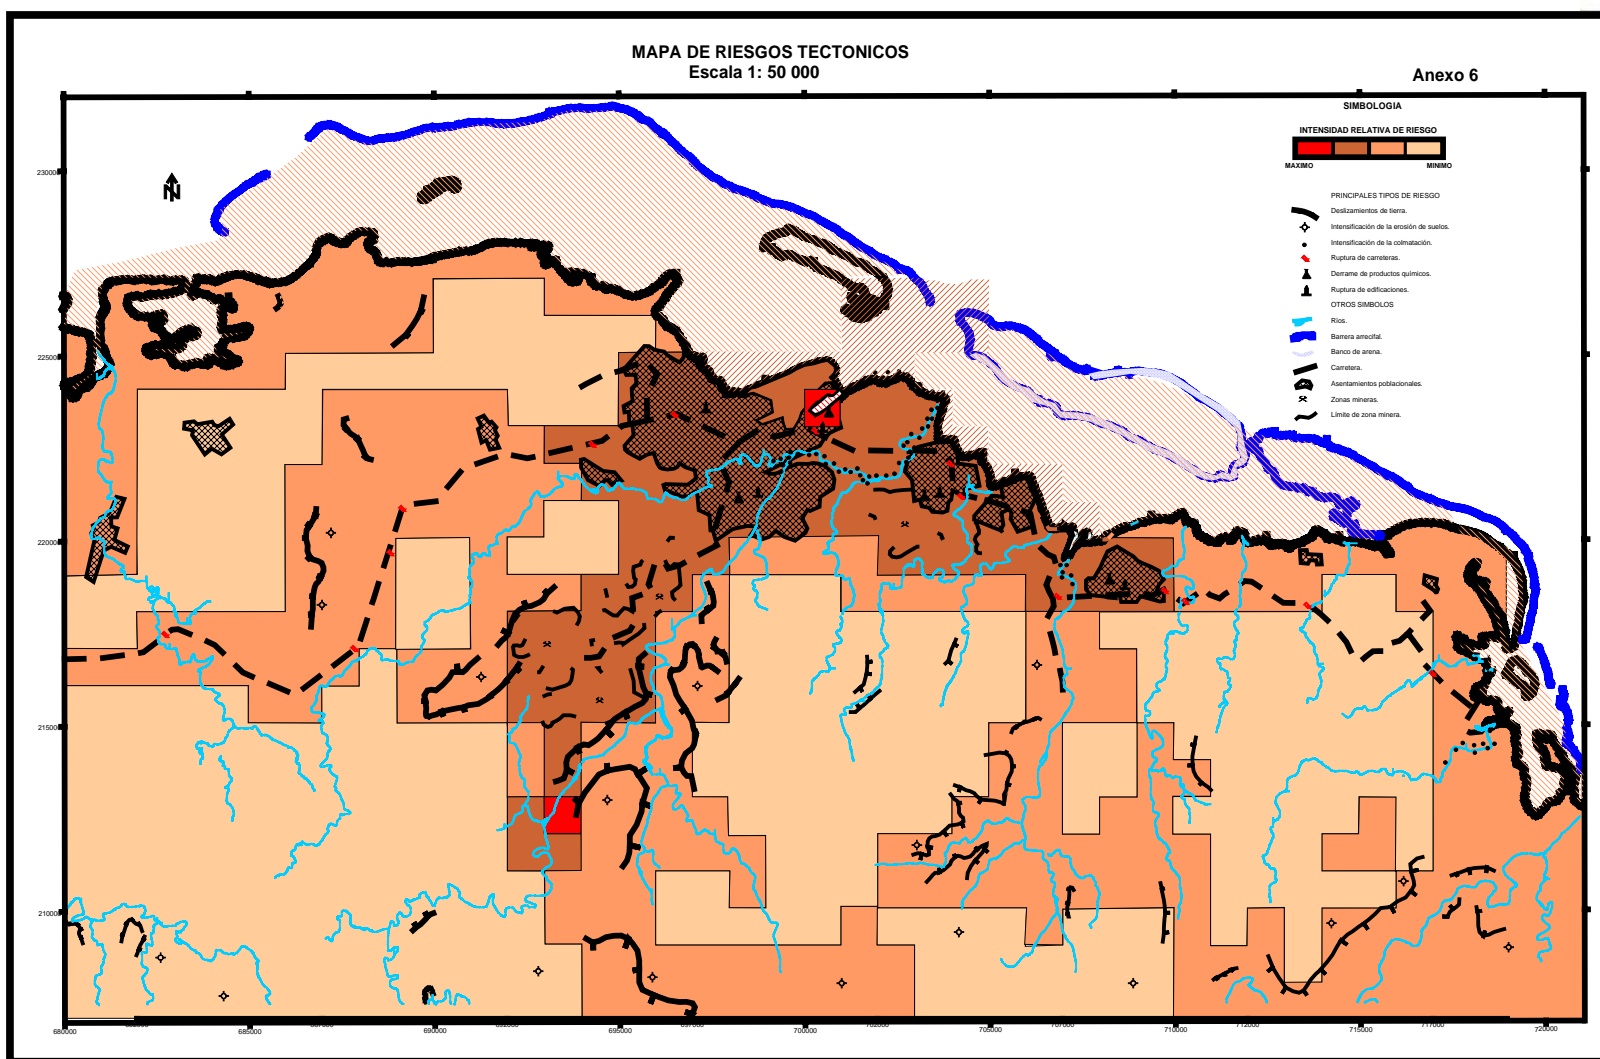 MAPA DE RIESGOS TECTONICOS
Escala 1: 50 000
Anexo 6
SIMBOLOGIA
INTENSIDAD RELATIVA DE RIESGO
MAXIMO
MINIMO
PRINCIPALES TIPOS DE RIESGO
Deslizamientos de tierra.
Intensificación de la erosión de suelos.
Intensificación de la colmatación.
Ruptura de carreteras.
Derrame de productos químicos.
Ruptura de edificaciones.
OTROS SIMBOLOS
Ríos.
Barrera arrecifal.
Banco de arena.
Carretera.
Asentamientos poblacionales.
Zonas mineras.
Límite de zona minera.
N
23000
22500
22000
21500
21000
680000
685000
690000
695000
700000
705000
710000
712000
715000
717000
720000